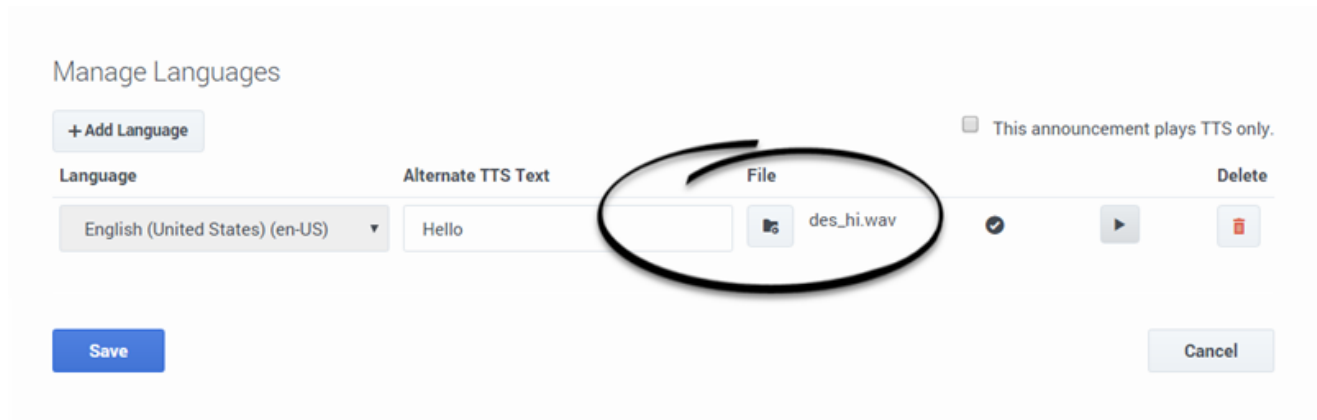 Manage Languages
+ Add Language
This announcement plays TTS only.
Language Alternate TTS Text File Delete
English (United States) (en-US) Hello des_hi.wav
Save Cancel